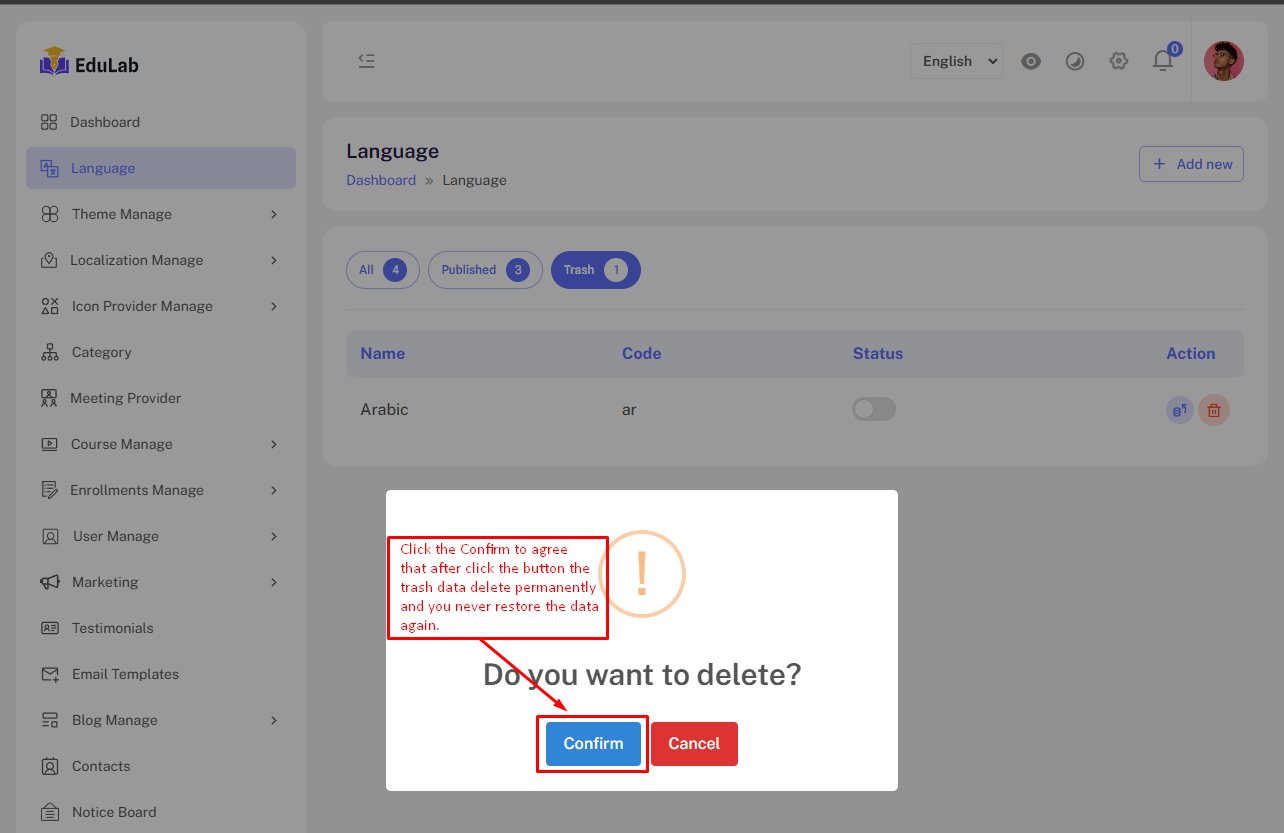 EduLab
English
0
Dashboard
Language
Theme Manage
Localization Manage
Icon Provider Manage
Category
Meeting Provider
Course Manage
Enrollments Manage
User Manage
Marketing
Testimonials
Email Templates
Blog Manage
Contacts
Notice Board
Language
Dashboard » Language
+ Add new
All 4 Published 3 Trash 1
Name Code Status Action
Arabic ar
Click the Confirm to agree
that after click the button the
trash data delete permanently
and you never restore the data
again.
!
Do you want to delete?
Confirm Cancel